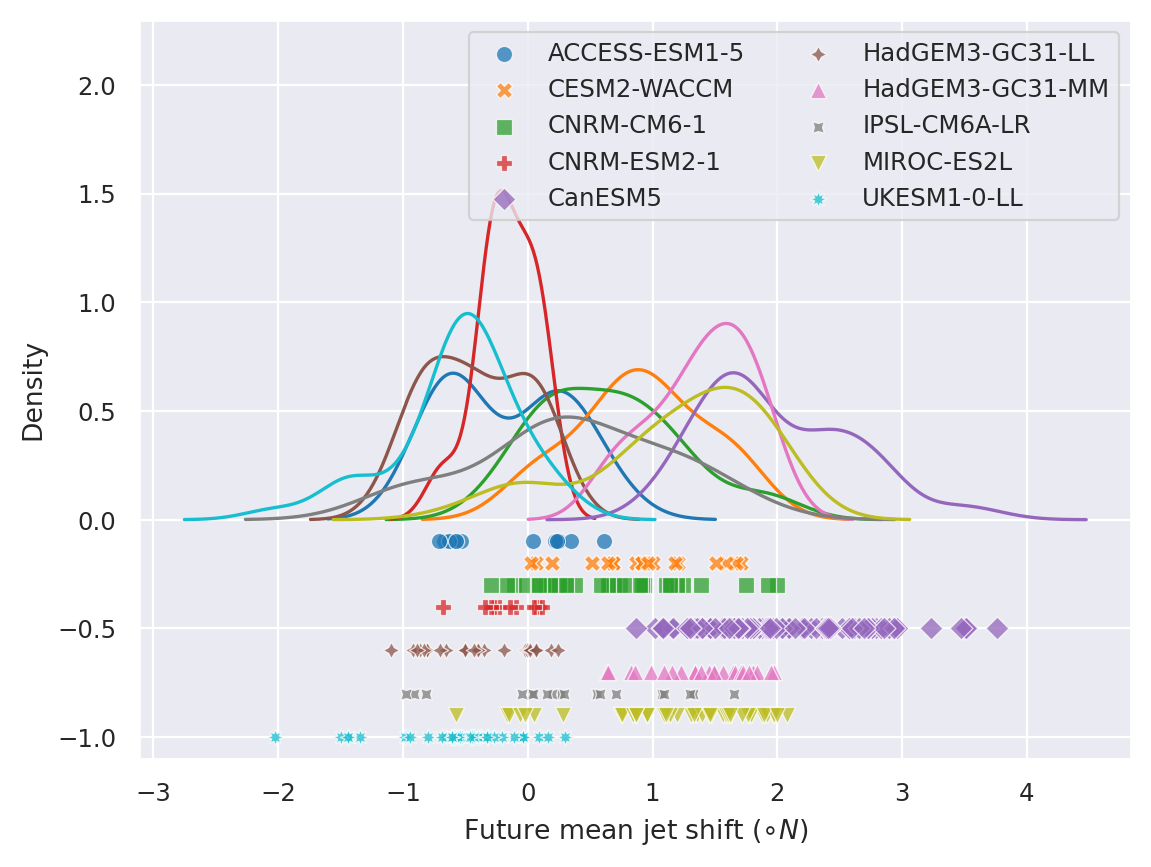 2.0
1.5
1.0
0.5
0.0
−0.5
−1.0
Density
ACCESS-ESM1-5
CESM2-WACCM
CNRM-CM6-1
CNRM-ESM2-1
CanESM5
HadGEM3-GC31-LL
HadGEM3-GC31-MM
IPSL-CM6A-LR
MIROC-ES2L
UKESM1-0-LL
−3 −2 −1 0 1 2 3 4
Future mean jet shift (∘N)